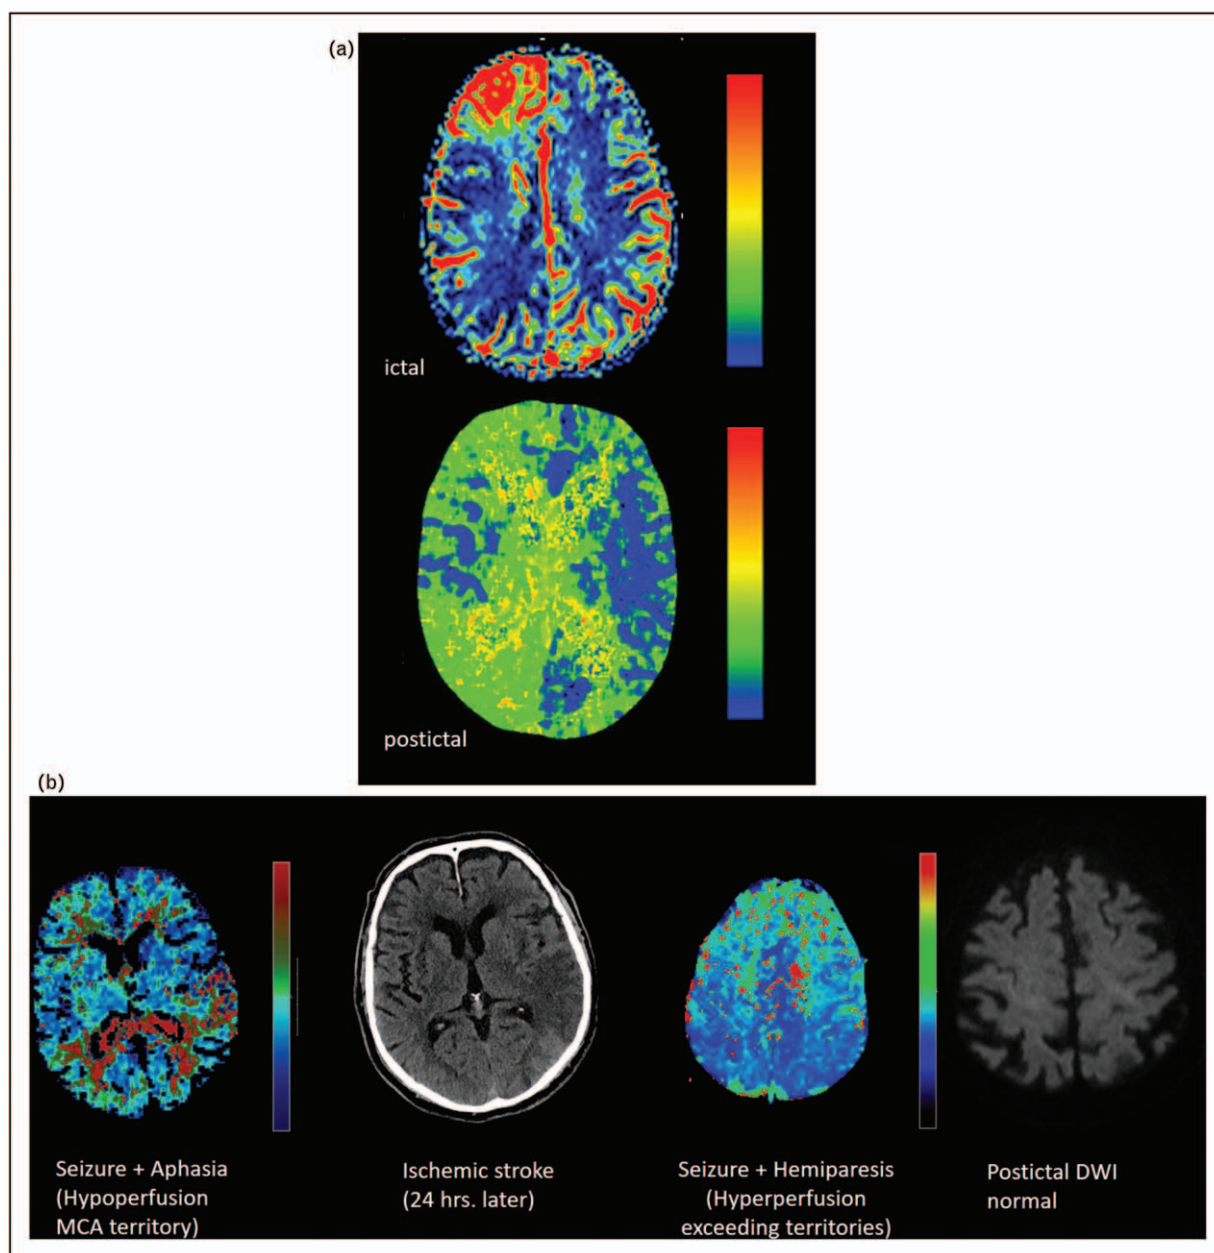 (a)
ictal
postictal
(b)
Seizure + Aphasia
(Hypoperfusion
MCA territory)
Ischemic stroke
(24 hrs. later)
Seizure + Hemiparesis
(Hyperperfusion
exceeding territories)
Postictal DWI
normal